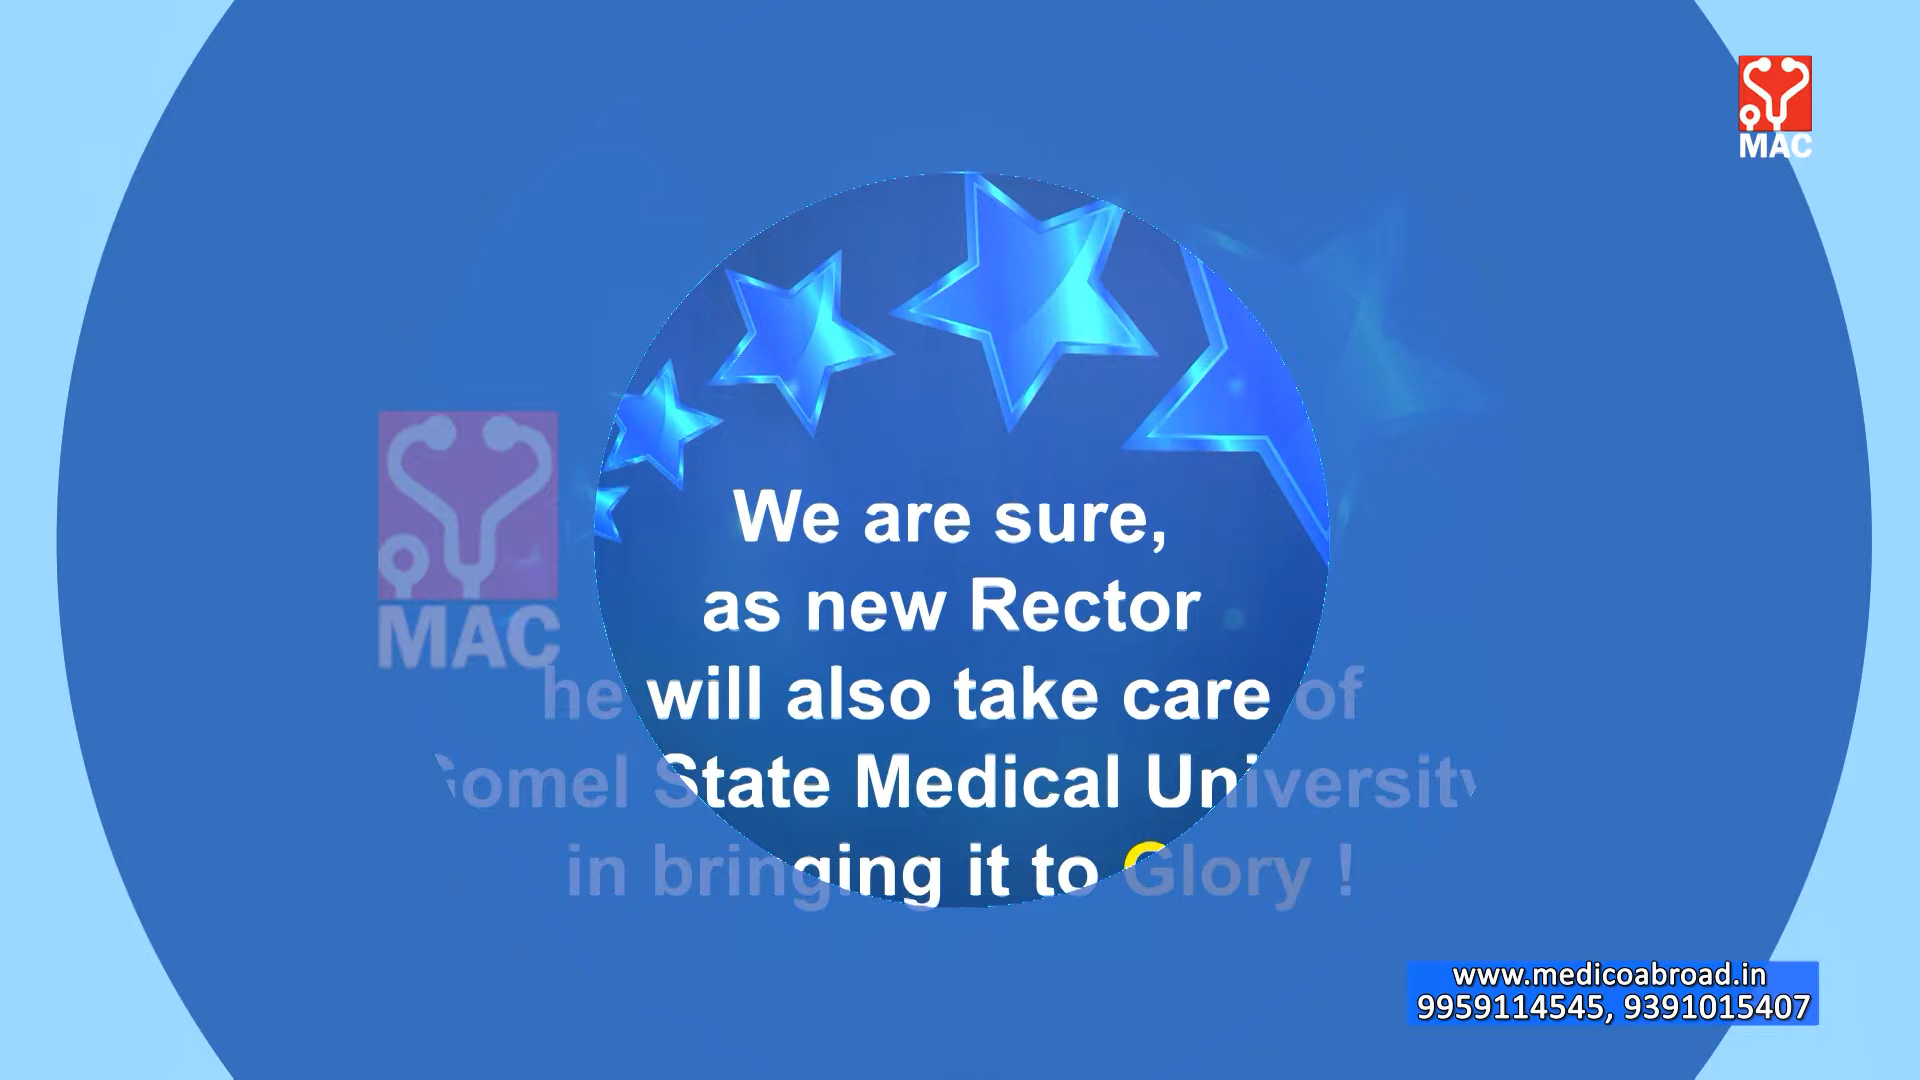 MAC
We are sure,
as new Rector
MAC
he will also take care of
Gomel State Medical University
in bringing it to Glory !
www.medicoabroad.in
9959114545, 9391015407